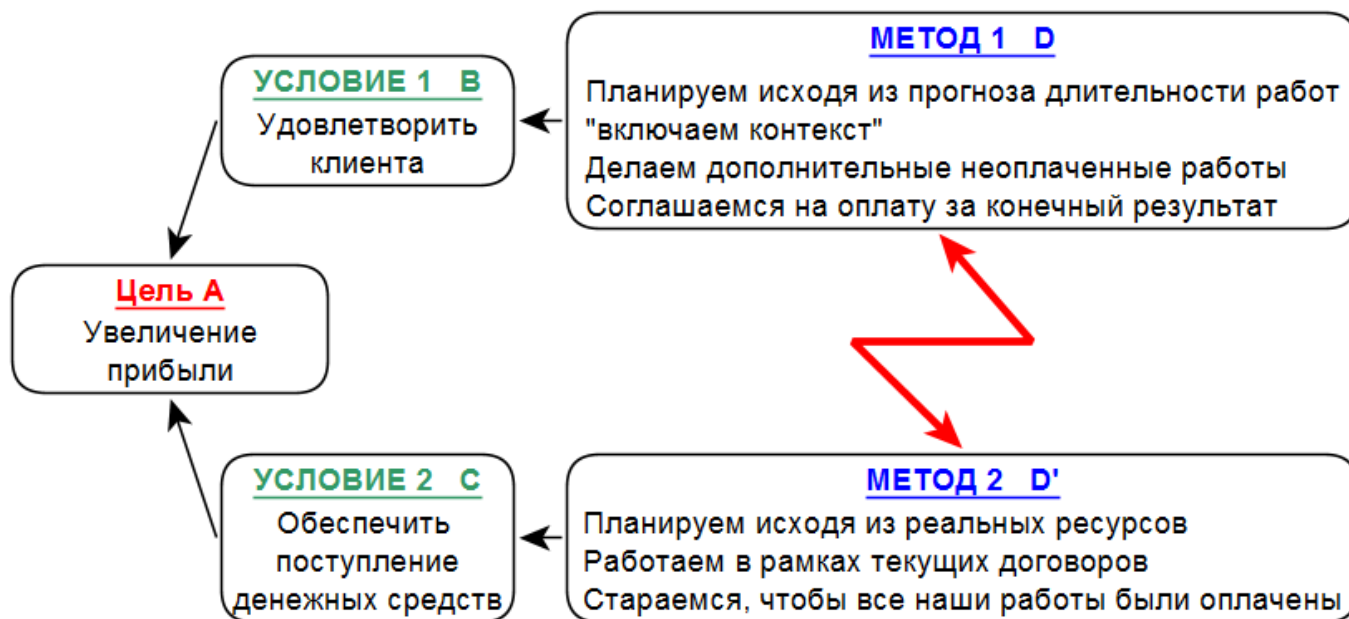 УСЛОВИЕ 1 B
Удовлетворить
клиента
МЕТОД 1 D
Планируем исходя из прогноза длительности работ
"включаем контекст"
Делаем дополнительные неоплаченные работы
Соглашаемся на оплату за конечный результат
Цель А
Увеличение
прибыли
УСЛОВИЕ 2 C
Обеспечить
поступление
денежных средств
МЕТОД 2 D'
Планируем исходя из реальных ресурсов
Работаем в рамках текущих договоров
Стараемся, чтобы все наши работы были оплачены